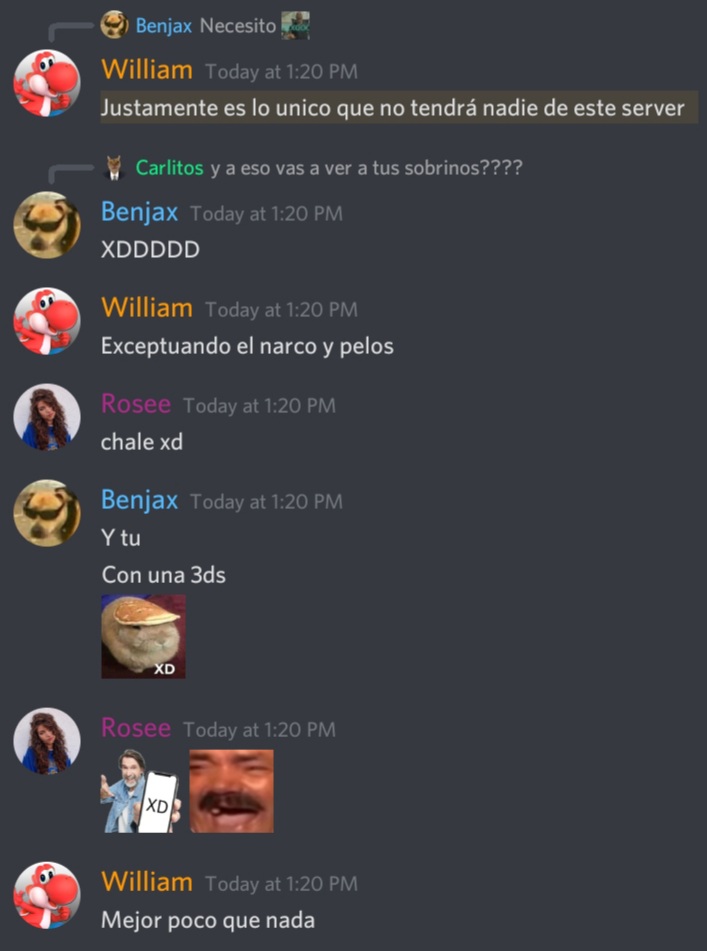 Benjax Necesito
William Today at 1:20 PM
Justamente es lo unico que no tendrá nadie de este server
Carlitos y a eso vas a ver a tus sobrinos????
Benjax Today at 1:20 PM
XDDDDD
William Today at 1:20 PM
Exceptuando el narco y pelos
Rosee Today at 1:20 PM
chale xd
Benjax Today at 1:20 PM
Y tu
Con una 3ds
XD
Rosee Today at 1:20 PM
XD
William Today at 1:20 PM
Mejor poco que nada